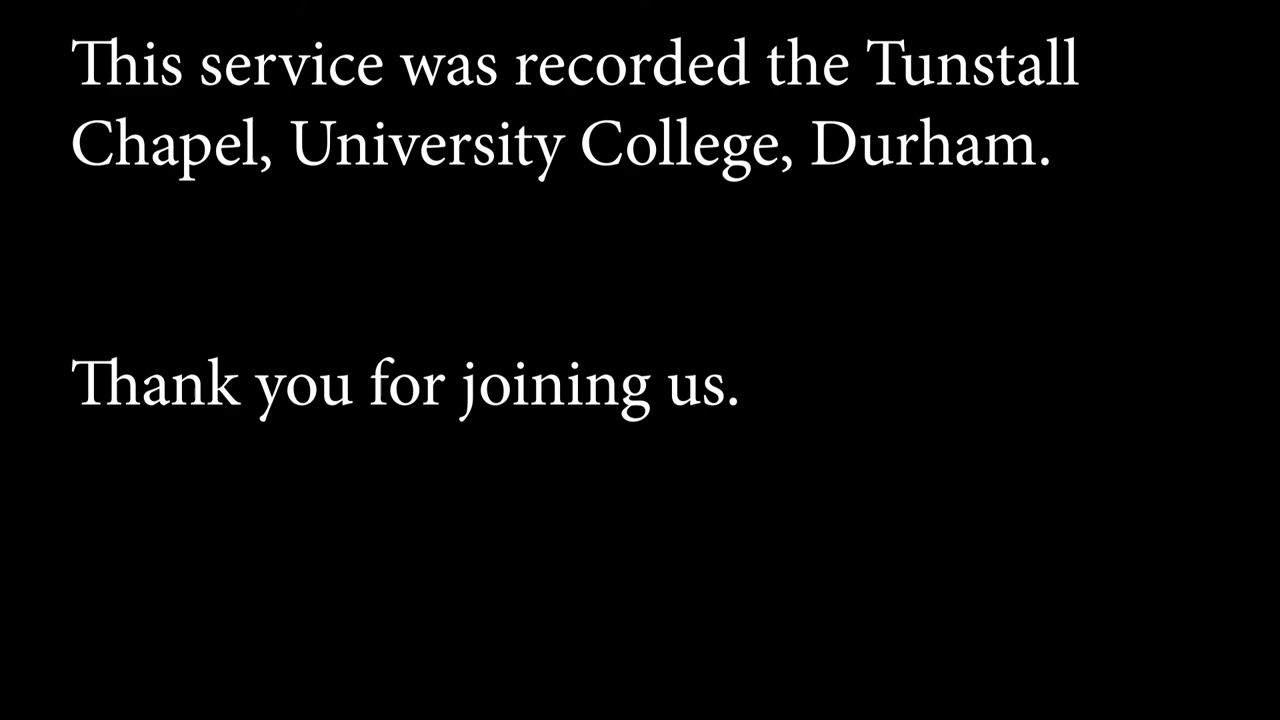 This service was recorded the Tunstall
Chapel, University College, Durham.
Thank you for joining us.